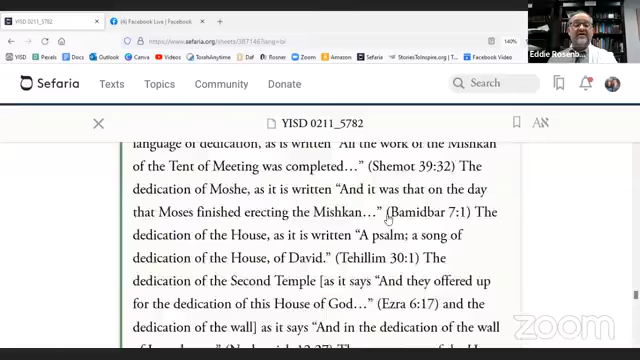 YISD 0211_5782
(4) Facebook Live | Facebook
https://www.sefaria.org/sheets/387146?lang=bi
140%
YISD
Pexels
Docs
Outlook
Canva
YouTube
TorahAnytime
Dropbox
Videos
Zoom
CANVA
StoriesToInspire.org
Facebook Video
Eddie Rosenb...
Sefaria
Texts
Topics
Community
Donate
Search
YISD 0211_5782
language of dedication, as is written “All the work of the Mishkan
of the Tent of Meeting was completed…” (Shemot 39:32) The
dedication of Moshe, as it is written “And it was that on the day
that Moses finished erecting the Mishkan…” (Bamidbar 7:1) The
dedication of the House, as it is written “A psalm; a song of
dedication of the House, of David.” (Tehillim 30:1) The
dedication of the Second Temple [as it says “And they offered up
for the dedication of this House of God…” (Ezra 6:17) and the
dedication of the wall] as it says “And in the dedication of the wall
zoom